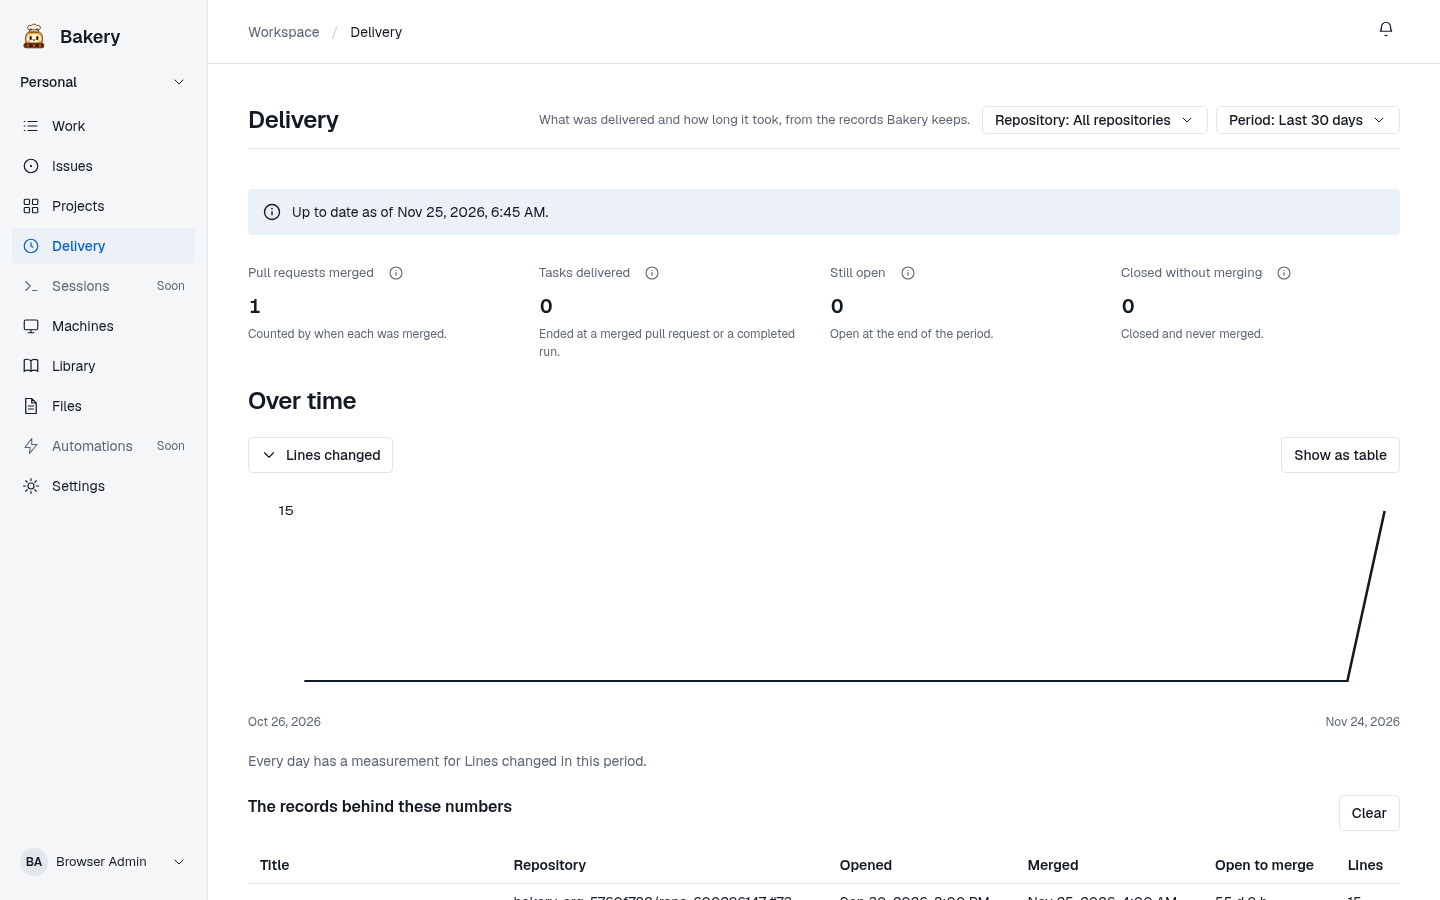 Bakery
Personal
Work
Issues
Projects
Delivery
Sessions Soon
Machines
Library
Files
Automations Soon
Settings
BA Browser Admin
Workspace / Delivery
Delivery
What was delivered and how long it took, from the records Bakery keeps.
Repository: All repositories
Period: Last 30 days
Up to date as of Nov 25, 2026, 6:45 AM.
Pull requests merged
1
Counted by when each was merged.
Tasks delivered
0
Ended at a merged pull request or a completed
run.
Still open
0
Open at the end of the period.
Closed without merging
0
Closed and never merged.
Over time
Lines changed
Show as table
15
Oct 26, 2026
Nov 24, 2026
Every day has a measurement for Lines changed in this period.
The records behind these numbers
Clear
Title Repository Opened Merged Open to merge Lines